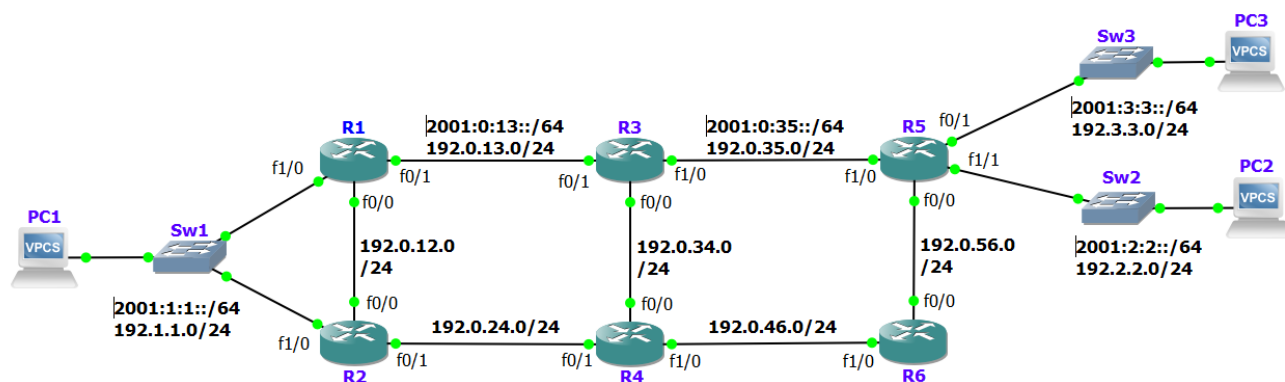 PC3
Sw3
VPCS
2001:3:3::/64
192.3.3.0/24
R1
2001:0:13::/64
192.0.13.0/24
R3
2001:0:35::/64
192.0.35.0/24
R5
f0/1
f1/1
f1/0
f0/1
f0/1
f1/0
f1/0
PC2
Sw2
VPCS
2001:2:2::/64
192.2.2.0/24
f0/0
f0/0
f0/0
PC1
Sw1
VPCS
192.0.12.0
/24
192.0.34.0
/24
192.0.56.0
/24
2001:1:1::/64
192.1.1.0/24
f0/0
f0/0
f0/0
192.0.24.0/24
192.0.46.0/24
f1/0
f0/1
f0/1
f1/0
f1/0
R2
R4
R6